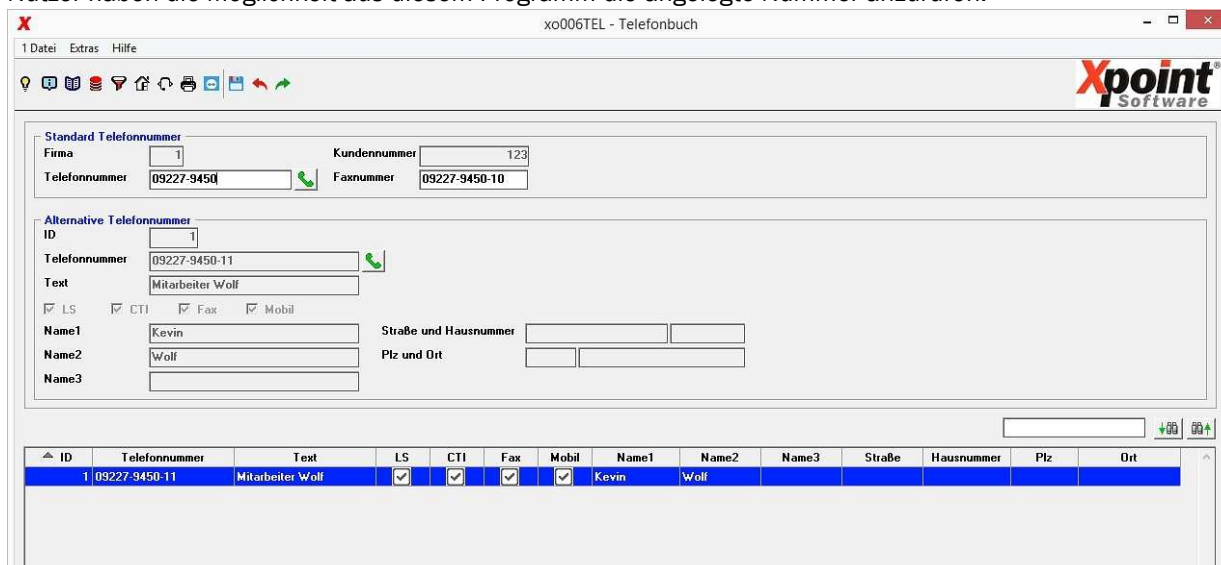 Nutzer haben die Möglichkeit aus diesem Programm die angelegte Nummer anzurufen.
X xo006TEL - Telefonbuch
1 Datei Extras Hilfe
Xpoint
Software
Standard Telefonnummer
Firma 1 Kundennummer 123
Telefonnummer 09227-9450 Faxnummer 09227-9450-10
Alternative Telefonnummer
ID 1
Telefonnummer 09227-9450-11
Text Mitarbeiter Wolf
LS CTI Fax Mobil
Name1 Kevin Straße und Hausnummer
Name2 Wolf Plz und Ort
Name3
ID Telefonnummer Text LS CTI Fax Mobil Name1 Name2 Name3 Straße Hausnummer Plz Ort
1 09227-9450-11 Mitarbeiter Wolf Kevin Wolf